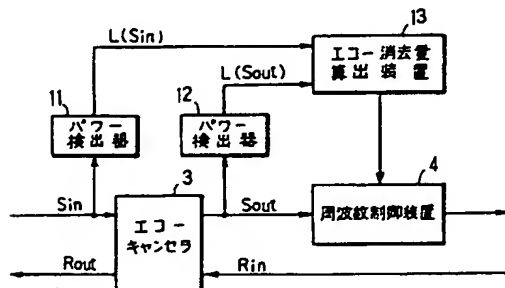 L(Sin)
13
エコー消去量
算出装置
L(Sout)
11
パワー
検出器
12
パワー
検出器
3
4
Sin
エコー
キャンセラ
Sout
周波数制御装置
Rout
Rin